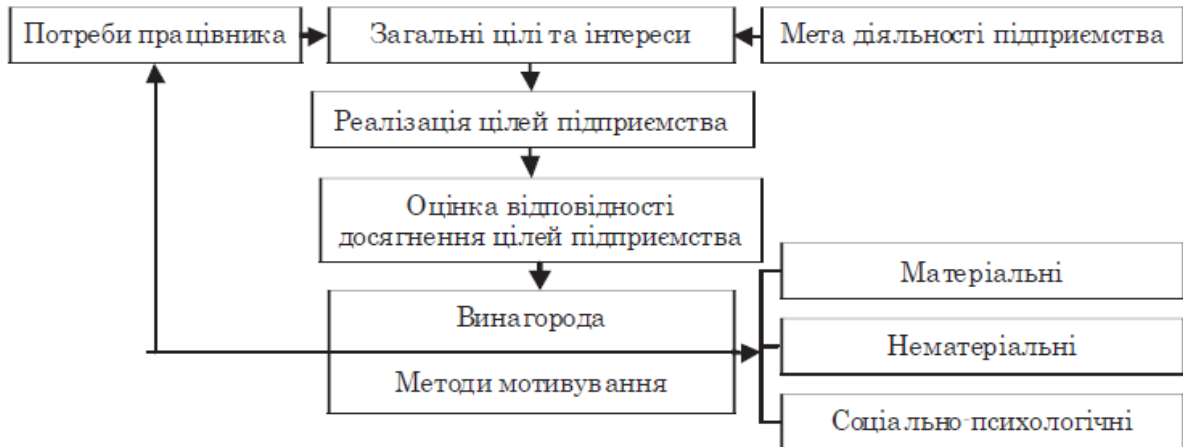 Потреби працівника
Загальні цілі та інтереси
Мета діяльності підприємства
Реалізація цілей підприємства
Оцінка відповідності
досягнення цілей підприємства
Винагорода
Методи мотивування
Матеріальні
Нематеріальні
Соціально-психологічні